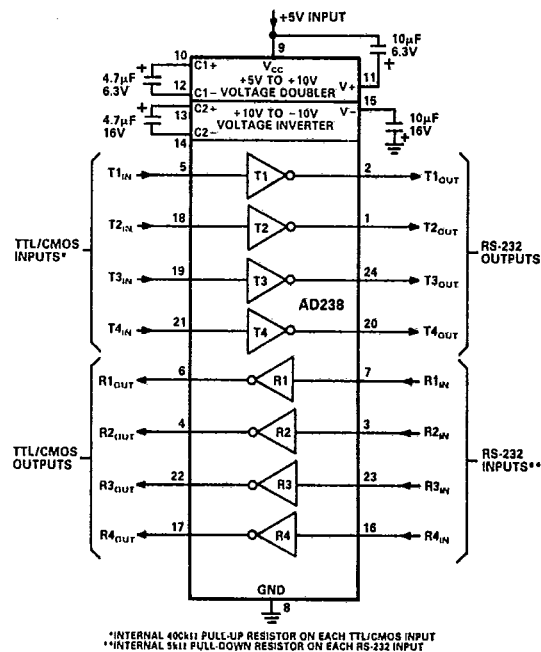 +5V INPUT
10 C1+ 9 VCC 10µF 6.3V
4.7µF 6.3V 12 C1– +5V TO +10V VOLTAGE DOUBLER V+ 11
C2+ 13 +10V TO –10V VOLTAGE INVERTER V– 15
4.7µF 16V C2– 14 10µF 16V
T1IN 5 T1 2 T1OUT
T2IN 18 T2 1 T2OUT
TTL/CMOS INPUTS* RS-232 OUTPUTS
T3IN 19 T3 24 T3OUT
AD238
T4IN 21 T4 20 T4OUT
R1OUT 6 R1 7 R1IN
R2OUT 4 R2 3 R2IN
TTL/CMOS OUTPUTS RS-232 INPUTS**
R3OUT 22 R3 23 R3IN
R4OUT 17 R4 16 R4IN
GND
8
*INTERNAL 400kΩ PULL-UP RESISTOR ON EACH TTL/CMOS INPUT
**INTERNAL 5kΩ PULL-DOWN RESISTOR ON EACH RS-232 INPUT